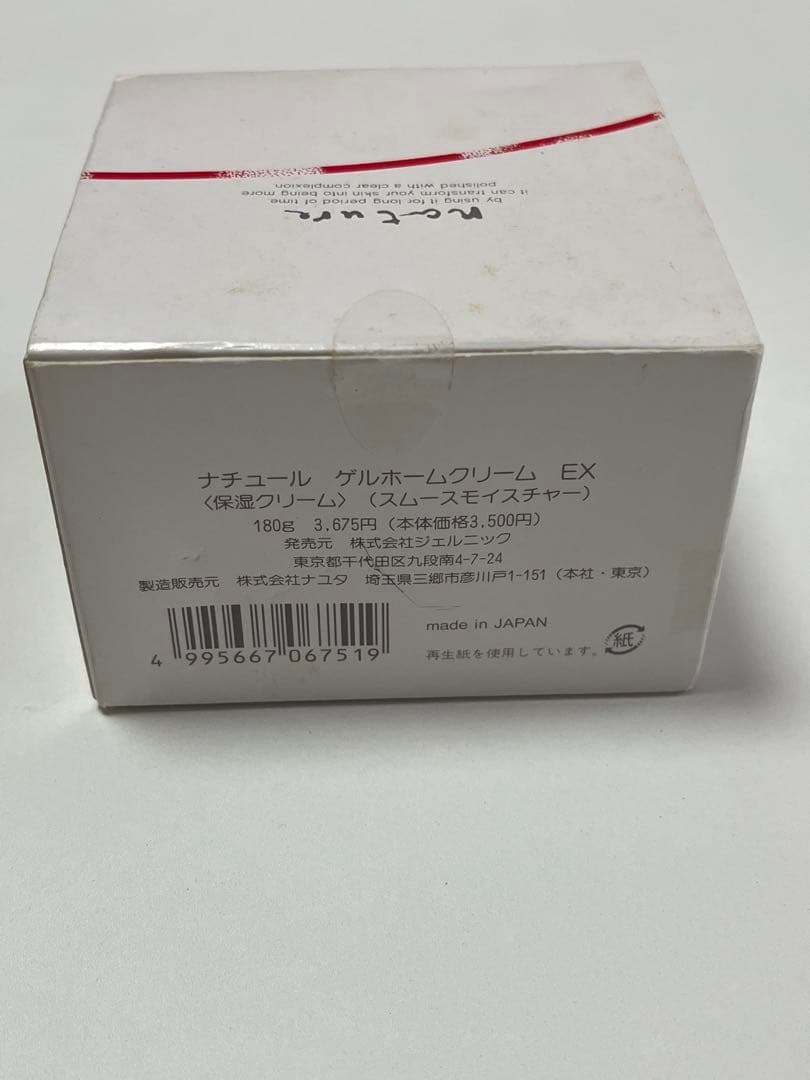 nature
by using it for long period of time.
it can transform your skin into being more
polished with a clear complexion.
ナチュール ゲルホームクリーム EX
〈保湿クリーム〉（スムースモイスチャー）
180g 3,675円（本体価格3,500円）
発売元 株式会社ジェルニック
東京都千代田区九段南4-7-24
製造販売元 株式会社ナユタ 埼玉県三郷市彦川戸1-151（本社・東京）
4 995667 067519
made in JAPAN
再生紙を使用しています。
紙